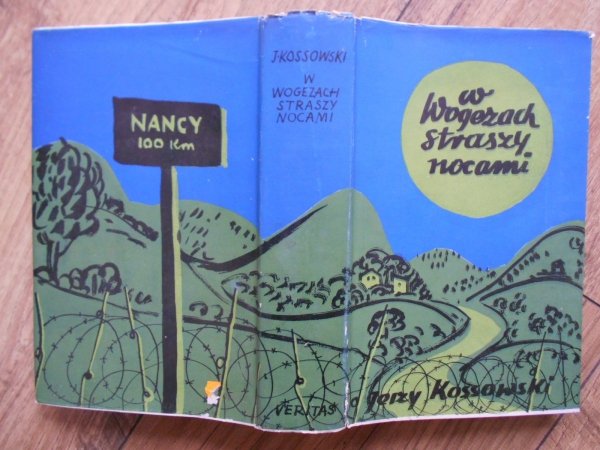 NANCY
100 Km
J.KOSSOWSKI
W
WOGEZACH
STRASZY
NOCAMI
VERITAS
w
Wogezach
straszy
nocami
Jerzy Kossowski